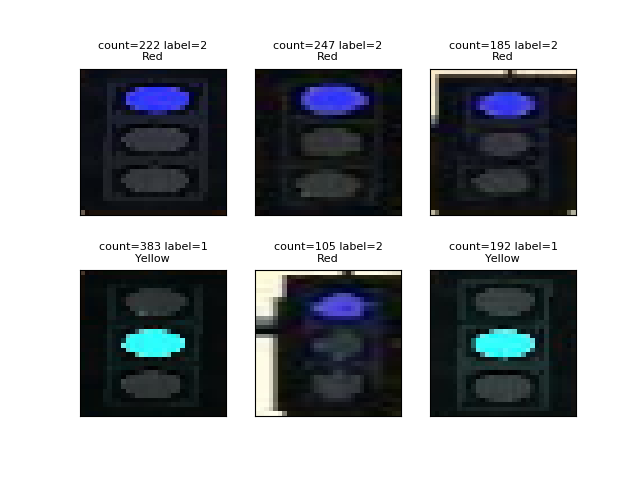 count=222 label=2
Red
count=247 label=2
Red
count=185 label=2
Red
count=383 label=1
Yellow
count=105 label=2
Red
count=192 label=1
Yellow